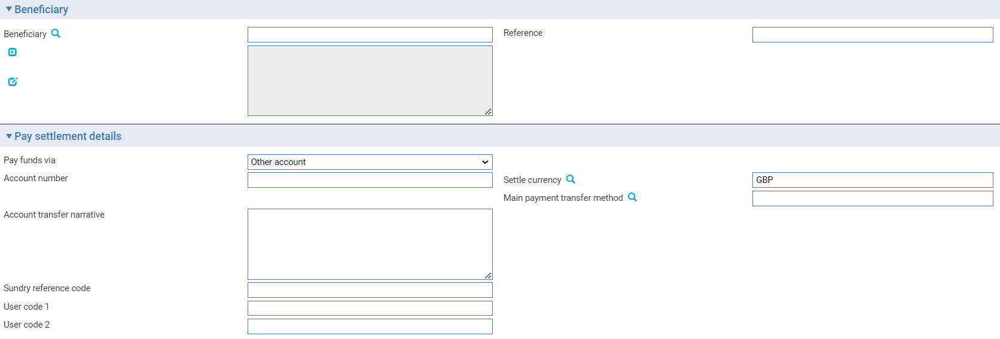 Beneficiary
Beneficiary
Reference
Pay settlement details
Pay funds via
Other account
Account number
Settle currency
GBP
Main payment transfer method
Account transfer narrative
Sundry reference code
User code 1
User code 2